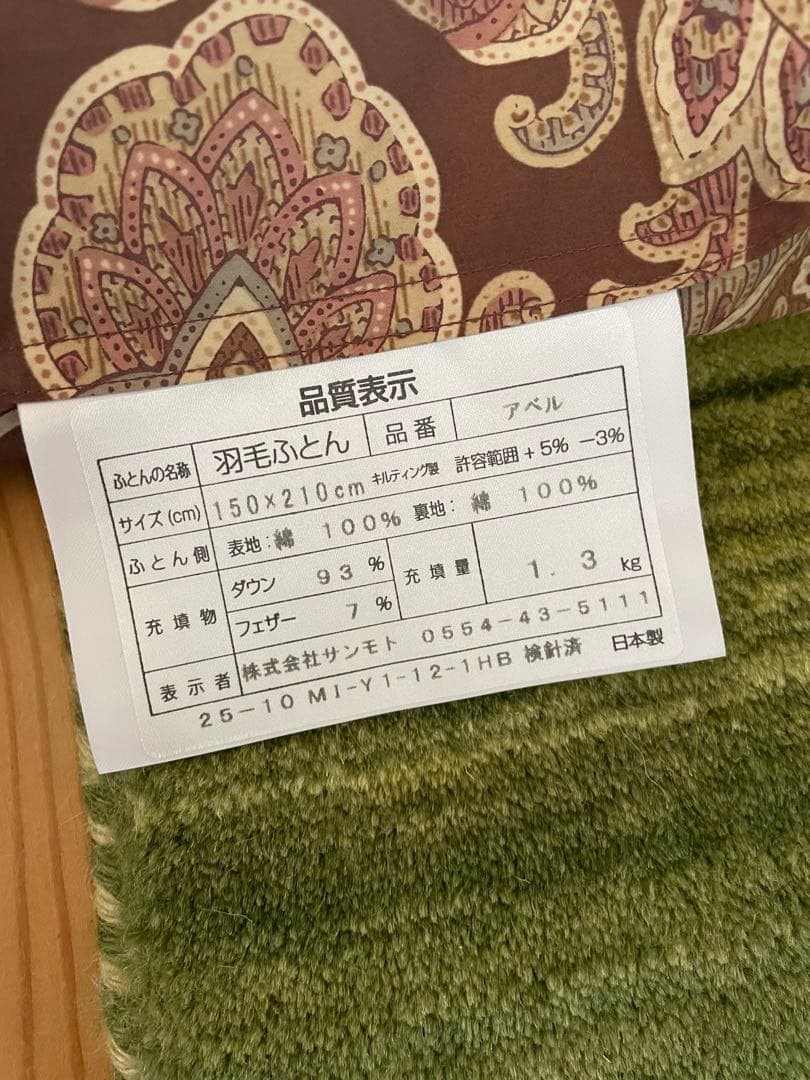 品質表示
ふとんの名称 羽毛ふとん 品番 アベル
サイズ(cm) 150×210cm キルティング製 許容範囲+5% -3%
ふとん側 表地:綿 100% 裏地:綿 100%
充填物 ダウン 93% 充填量 1.3kg
フェザー 7%
表示者 株式会社サンモト 0554-43-5111
25-10 MI-Y1-12-1HB 検針済 日本製